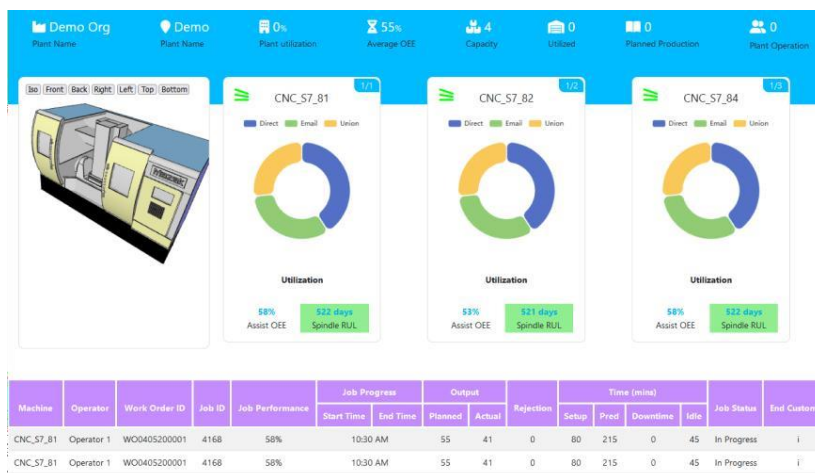 Demo Org
Plant Name
Demo
Plant Name
0%
Plant utilization
55%
Average OEE
4
Capacity
0
Utilized
0
Planned Production
0
Plant Operation
Iso Front Back Right Left Top Bottom
1/1
CNC_S7_81
Direct Email Union
Utilization
58%
Assist OEE
522 days
Spindle RUL
1/2
CNC_S7_82
Direct Email Union
Utilization
53%
Assist OEE
521 days
Spindle RUL
1/3
CNC_S7_84
Direct Email Union
Utilization
58%
Assist OEE
522 days
Spindle RUL
Job Progress Output Time (mins)
Machine Operator Work Order ID Job ID Job Performance Rejection Job Status End Custom
Start Time End Time Planned Actual Setup Pred Downtime Idle
CNC_S7_81 Operator 1 WO0405200001 4168 58% 10:30 AM 55 41 0 80 215 0 45 In Progress i
CNC_S7_82 Operator 1 WO0405200001 4168 58% 10:30 AM 55 41 0 80 215 0 45 In Progress i